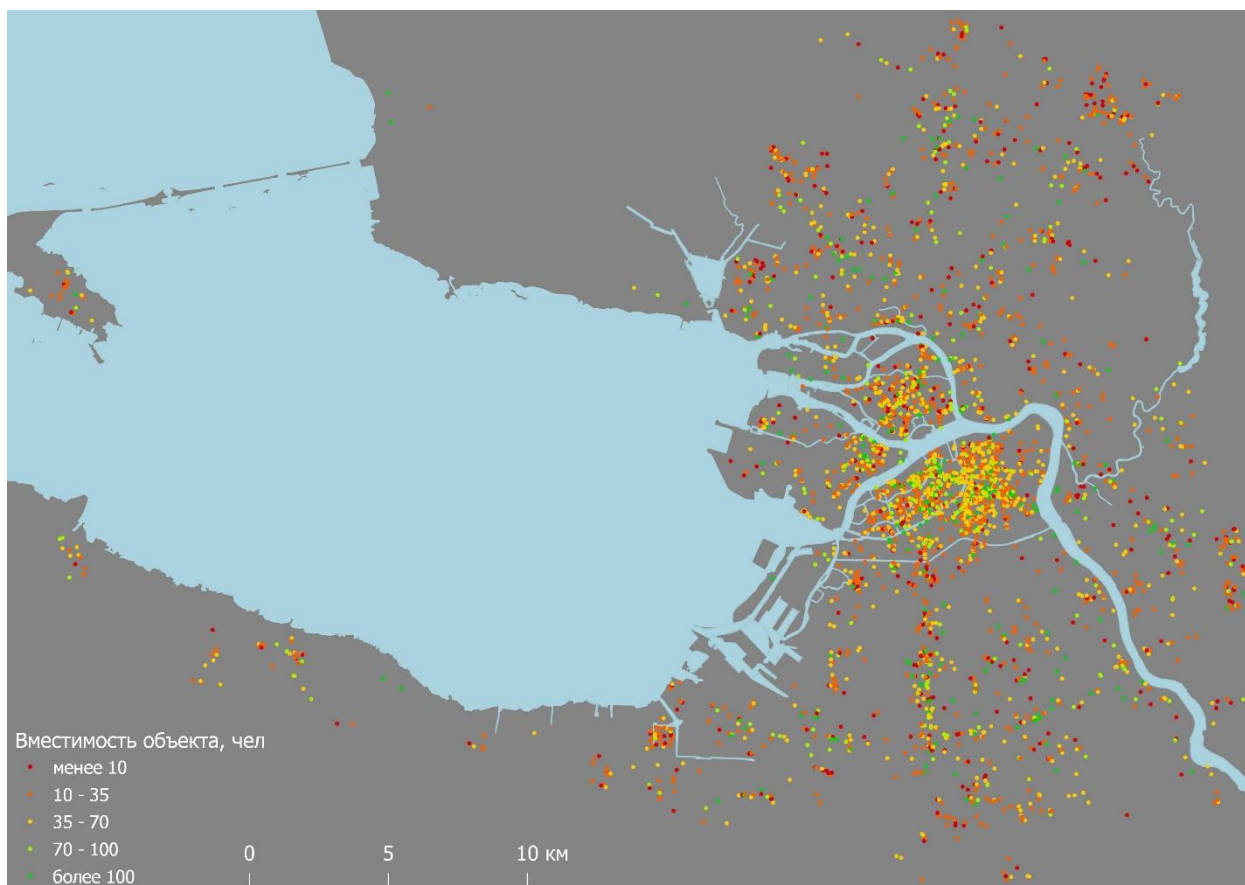 Вместимость объекта, чел
менее 10
10 - 35
35 - 70
70 - 100
более 100
0 5 10 км